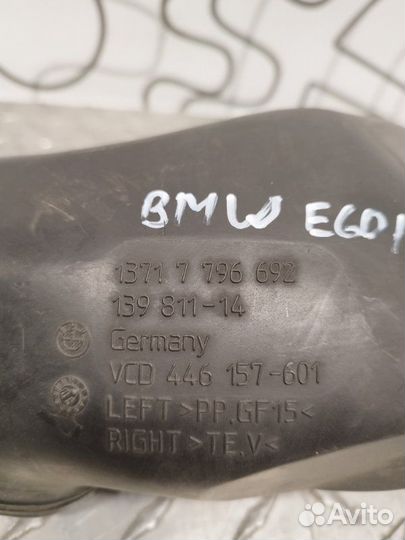 BMW E60
1371 7 796 692
139 811-14
Germany
VCD 446 157-601
LEFT >PP.GF15<
RIGHT >TE.V<
Avito